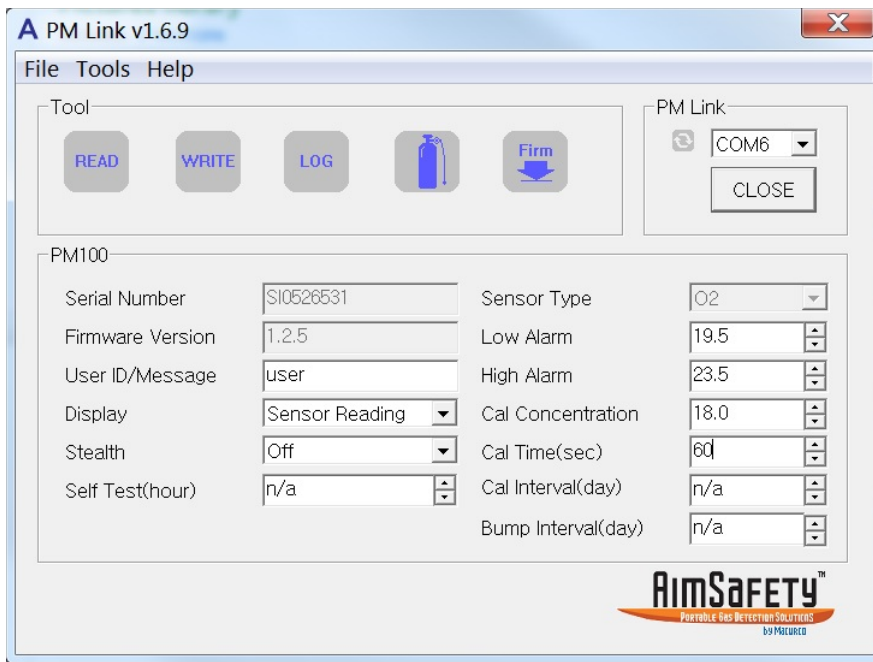 A PM Link v1.6.9
X
File Tools Help
Tool
READ
WRITE
LOG
Firm
PM Link
COM6
CLOSE
PM100
Serial Number SI0526531
Firmware Version 1.2.5
User ID/Message user
Display Sensor Reading
Stealth Off
Self Test(hour) n/a
Sensor Type O2
Low Alarm 19.5
High Alarm 23.5
Cal Concentration 18.0
Cal Time(sec) 60
Cal Interval(day) n/a
Bump Interval(day) n/a
AimSafety™
Portable Gas Detection Solutions
by Macurco